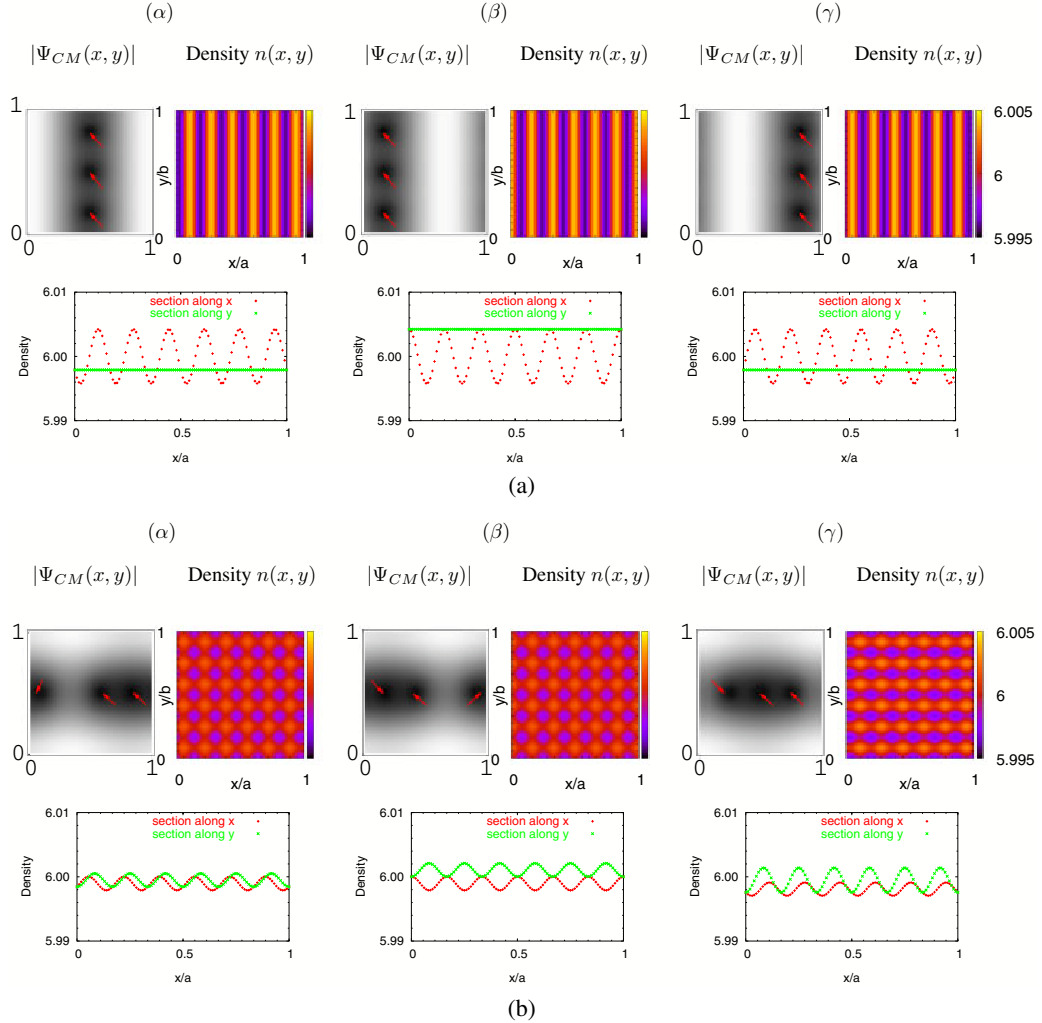 (α) (β) (γ)
|Ψ_CM(x, y)| Density n(x, y) |Ψ_CM(x, y)| Density n(x, y) |Ψ_CM(x, y)| Density n(x, y)
1 1 1 6.005
y/b y/b 6
0 0 0 5.995
0 1 0 1 0 1 0 1 0 1 0 1
x/a x/a x/a
6.01 6.01 6.01
section along x section along x section along x
section along y section along y section along y
Density 6.00 Density 6.00 Density 6.00
5.99 5.99 5.99
0 0.5 1 0 0.5 1 0 0.5 1
x/a x/a x/a
(a)
(α) (β) (γ)
|Ψ_CM(x, y)| Density n(x, y) |Ψ_CM(x, y)| Density n(x, y) |Ψ_CM(x, y)| Density n(x, y)
1 1 1 1 1 6.005
y/b y/b 6
0 0 0 0 0 5.995
0 1 0 1 0 1 0 1 0 1 0 1
x/a x/a x/a
6.01 6.01 6.01
section along x section along x section along x
section along y section along y section along y
Density 6.00 Density 6.00 Density 6.00
5.99 5.99 5.99
0 0.5 1 0 0.5 1 0 0.5 1
x/a x/a x/a
(b)